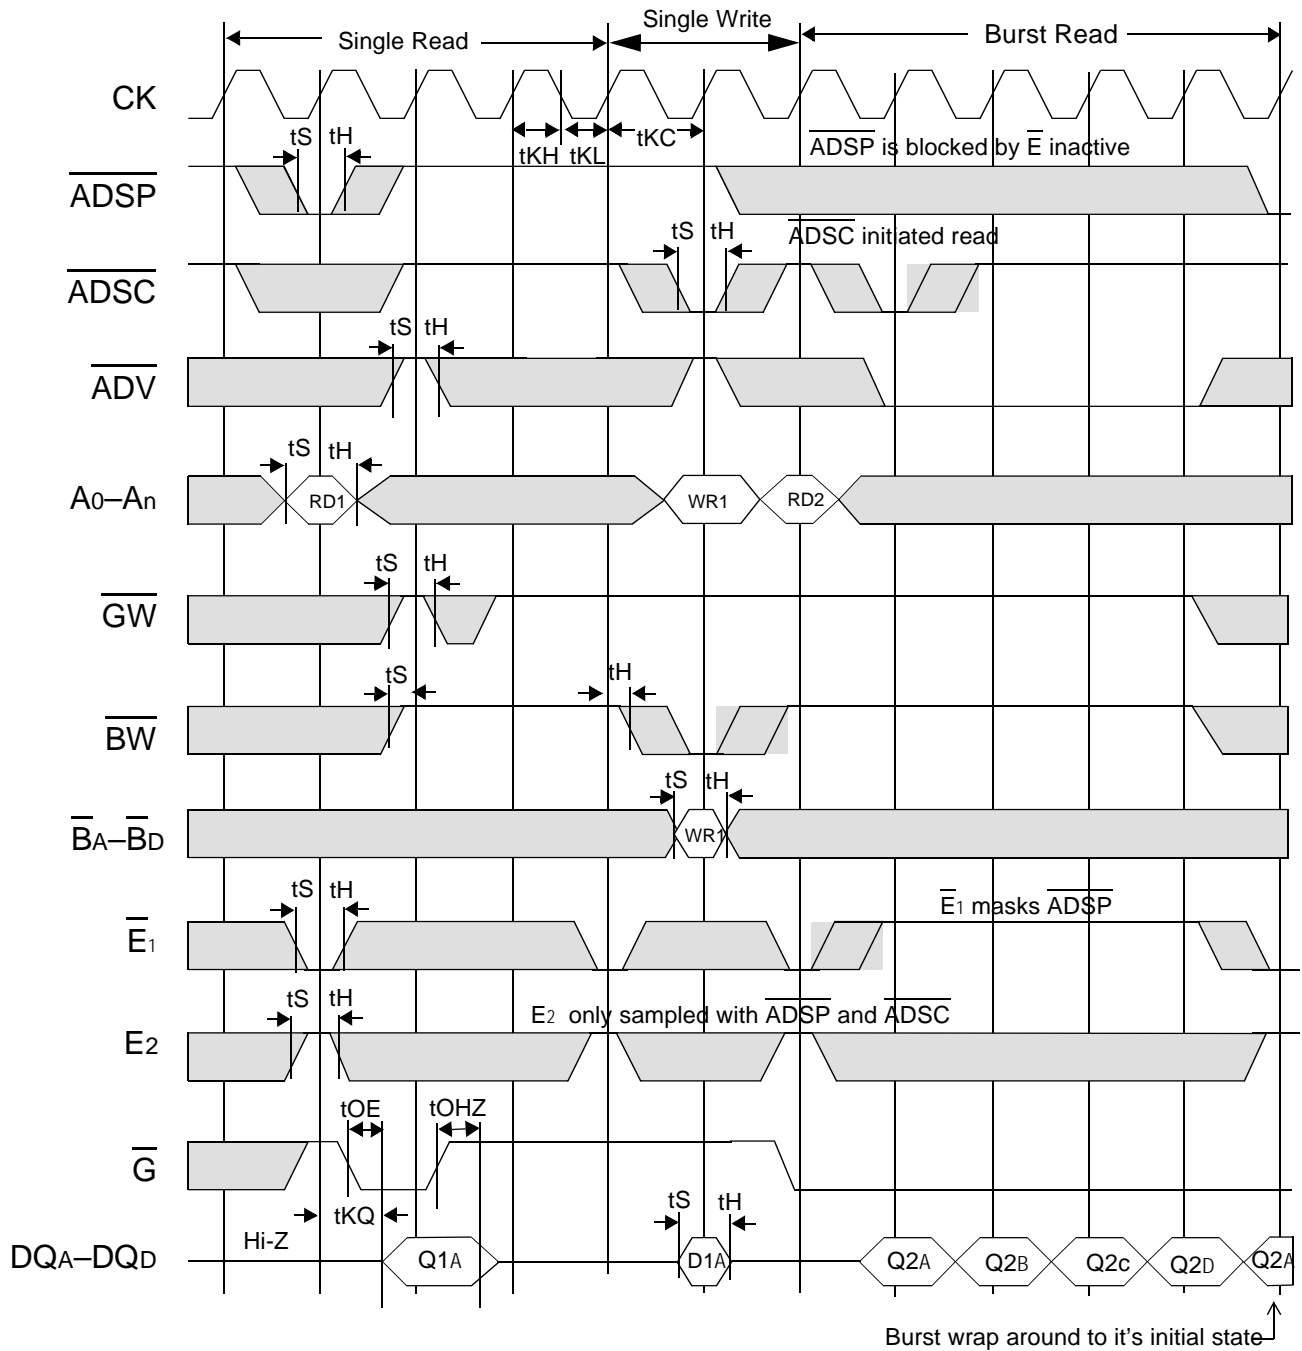 Single Read
Single Write
Burst Read
CK
tS tH
tKH tKL tKC
ADSP is blocked by E inactive
ADSP
tS tH
ADSC initiated read
ADSC
tS tH
ADV
tS tH
A0–An
RD1
WR1
RD2
tS tH
GW
tS
tH
BW
tS tH
BA–BD
WR1
tS tH
E1 masks ADSP
E1
tS tH
E2 only sampled with ADSP and ADSC
E2
tOE tOHZ
G
tKQ
tS tH
Hi-Z
DQA–DQD
Q1A
D1A
Q2A
Q2B
Q2c
Q2D
Q2A
Burst wrap around to it's initial state